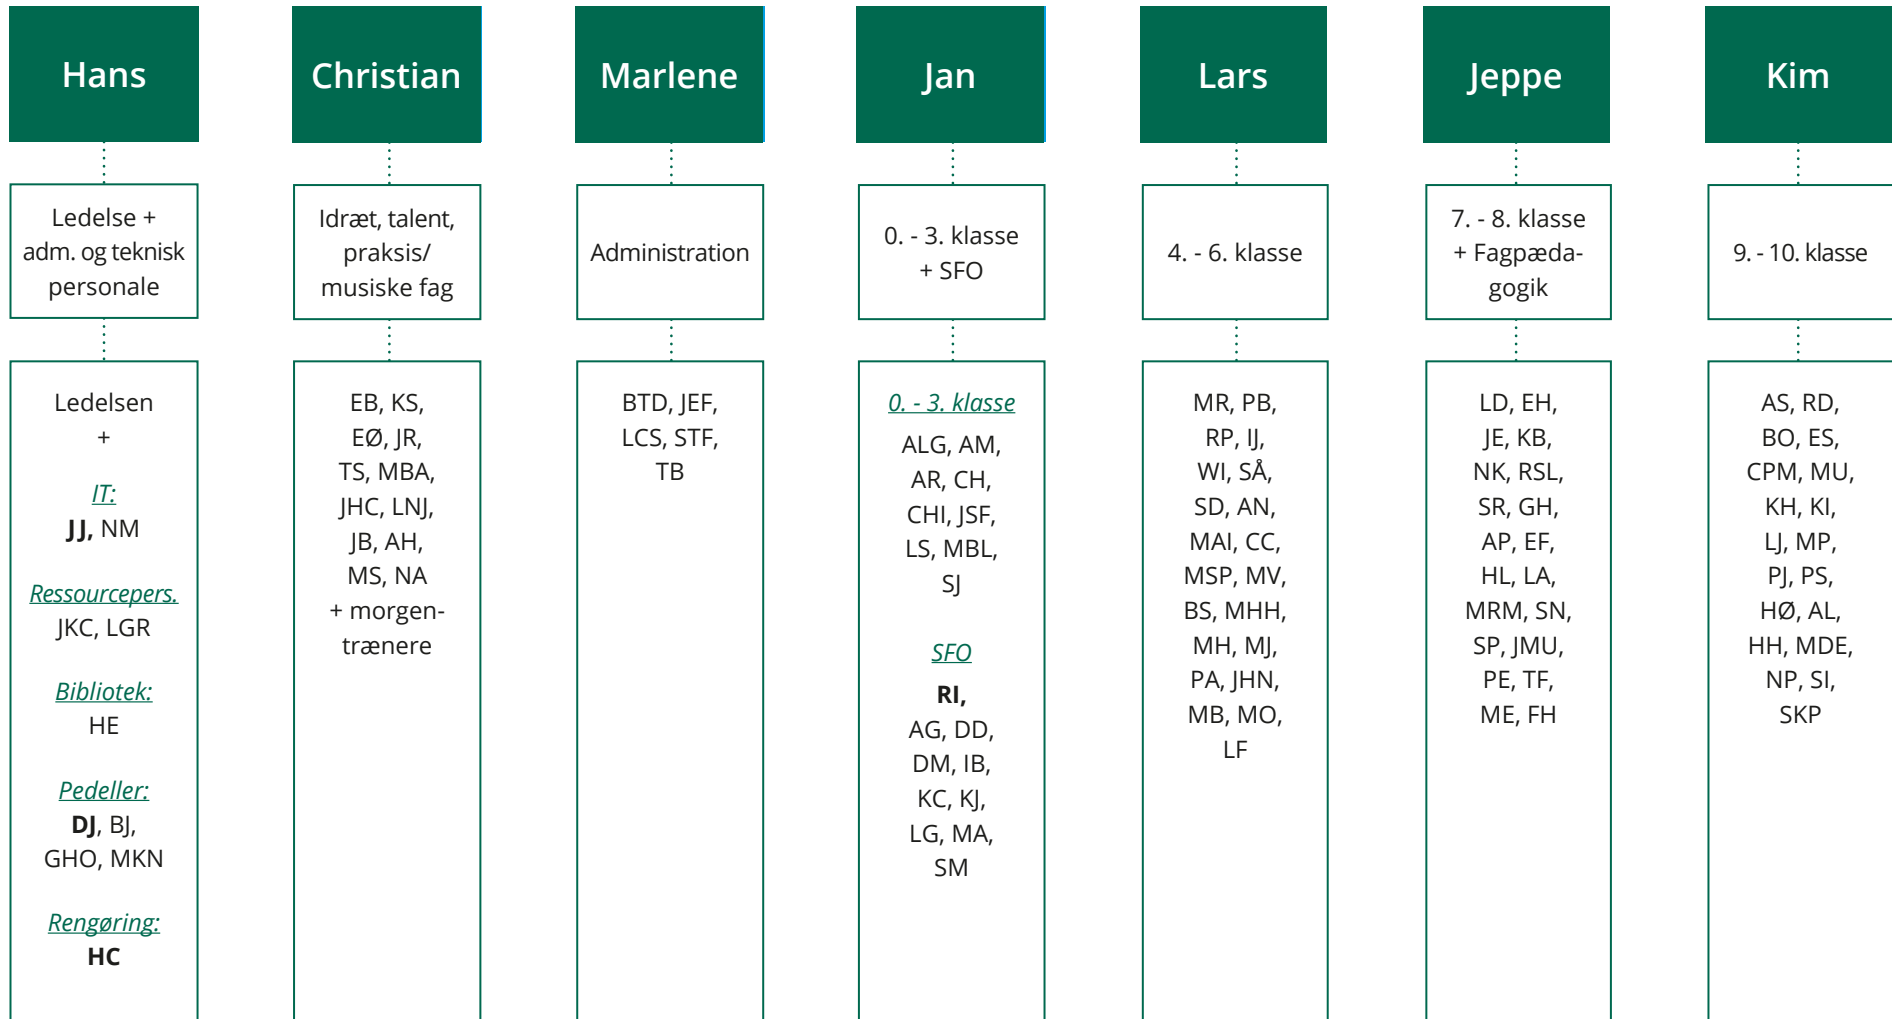 Hans
Ledelse +
adm. og teknisk
personale
Ledelsen
+
IT:
JJ, NM
Ressourcepers.
JKC, LGR
Bibliotek:
HE
Pedeller:
DJ, BJ,
GHO, MKN
Rengøring:
HC
Christian
Idræt, talent,
praksis/
musiske fag
EB, KS,
EØ, JR,
TS, MBA,
JHC, LNJ,
JB, AH,
MS, NA
+ morgen-
trænere
Marlene
Administration
BTD, JEF,
LCS, STF,
TB
Jan
0. - 3. klasse
+ SFO
0. - 3. klasse
ALG, AM,
AR, CH,
CHI, JSF,
LS, MBL,
SJ
SFO
RI,
AG, DD,
DM, IB,
KC, KJ,
LG, MA,
SM
Lars
4. - 6. klasse
MR, PB,
RP, IJ,
WI, SÅ,
SD, AN,
MAI, CC,
MSP, MV,
BS, MHH,
MH, MJ,
PA, JHN,
MB, MO,
LF
Jeppe
7. - 8. klasse
+ Fagpæda-
gogik
LD, EH,
JE, KB,
NK, RSL,
SR, GH,
AP, EF,
HL, LA,
MRM, SN,
SP, JMU,
PE, TF,
ME, FH
Kim
9. - 10. klasse
AS, RD,
BO, ES,
CPM, MU,
KH, KI,
LJ, MP,
PJ, PS,
HØ, AL,
HH, MDE,
NP, SI,
SKP